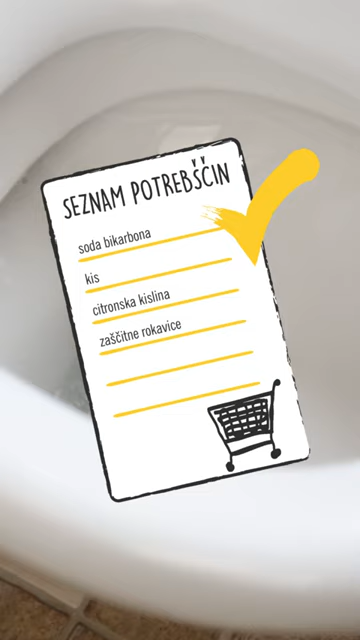 SEZNAM POTREBŠČIN
soda bikarbona
kis
citronska kislina
zaščitne rokavice